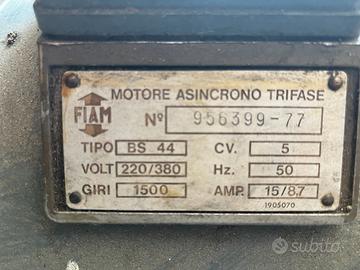 MOTORE ASINCRONO TRIFASE
FIAM
Nº 956399-77
TIPO BS 44 CV. 5
VOLT 220/380 Hz. 50
GIRI 1500 AMP. 15/8,7
1905070
subito